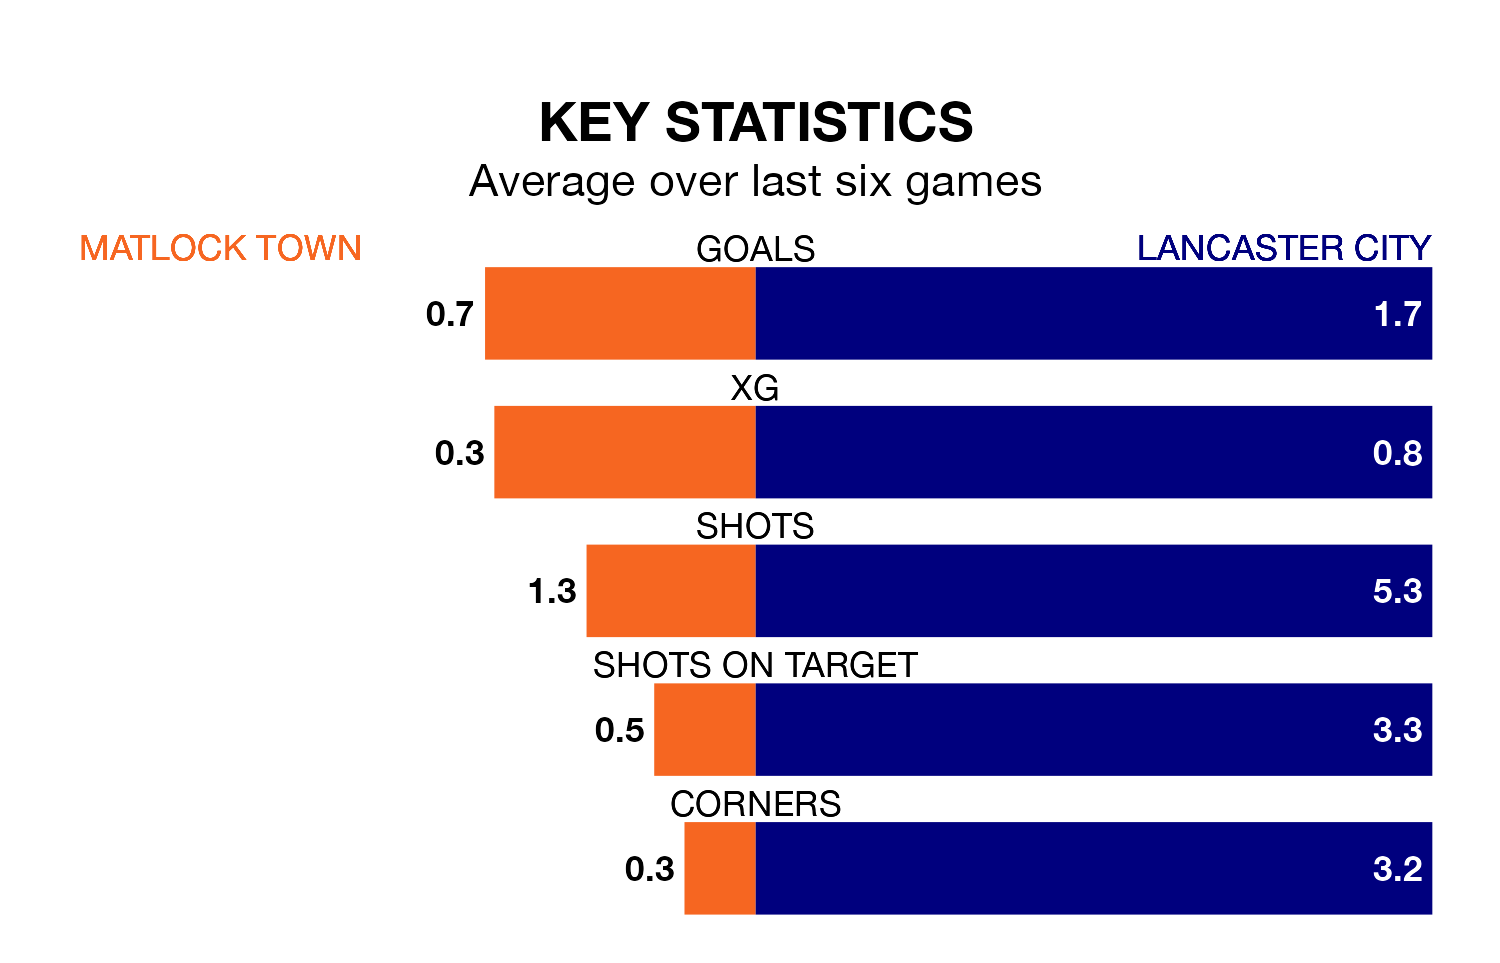 KEY STATISTICS
Average over last six games
MATLOCK TOWN GOALS LANCASTER CITY
0.7 1.7
XG
0.3 0.8
SHOTS
1.3 5.3
SHOTS ON TARGET
0.5 3.3
CORNERS
0.3 3.2